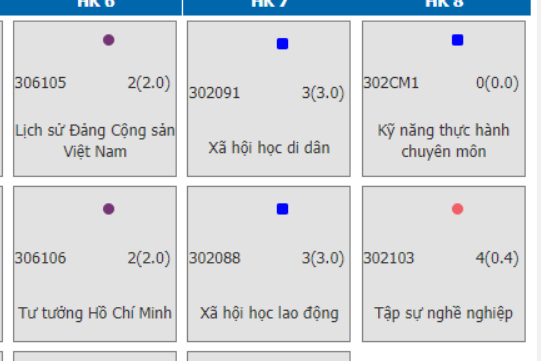 HK 6 HK 7 HK 8
306105 2(2.0)
Lịch sử Đảng Cộng sản
Việt Nam
302091 3(3.0)
Xã hội học di dân
302CM1 0(0.0)
Kỹ năng thực hành
chuyên môn
306106 2(2.0)
Tư tưởng Hồ Chí Minh
302088 3(3.0)
Xã hội học lao động
302103 4(0.4)
Tập sự nghề nghiệp